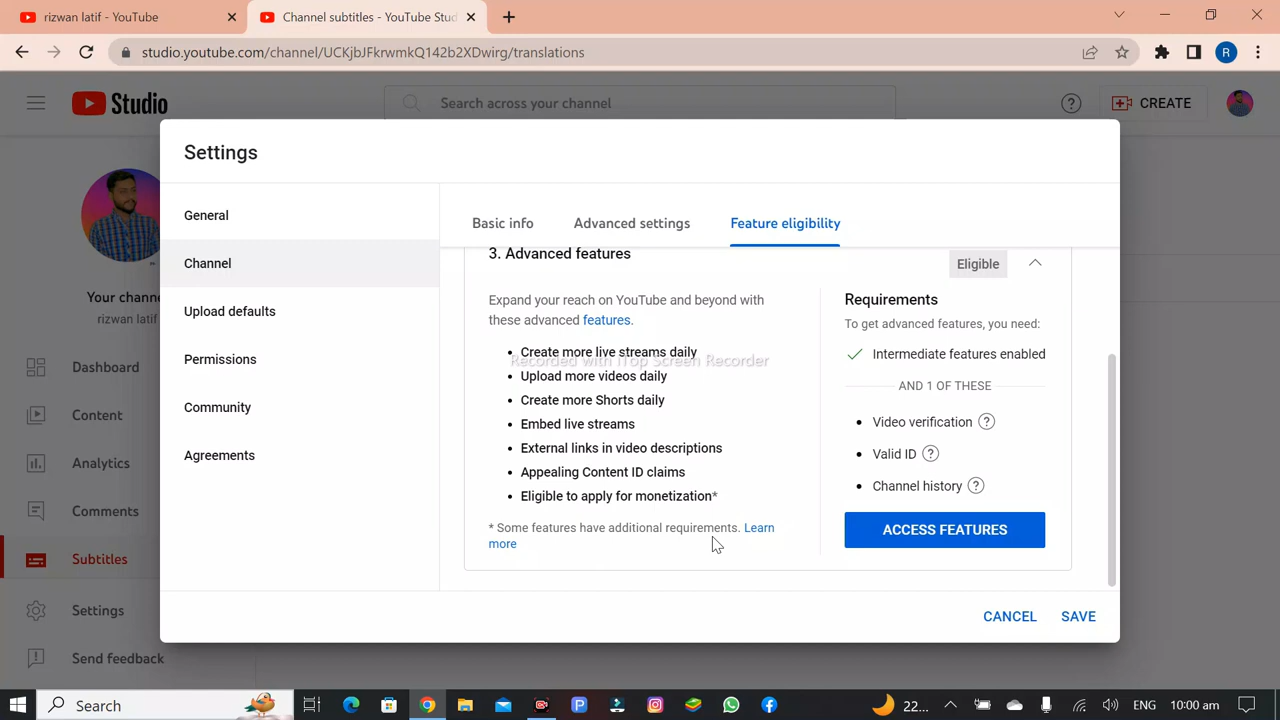 rizwan latif - YouTube
Channel subtitles - YouTube Stud
studio.youtube.com/channel/UCKjbJFkrwmkQ142b2XDwirg/translations
R
Studio
Search across your channel
CREATE
Settings
General
Channel
Upload defaults
Permissions
Community
Agreements
Basic info
Advanced settings
Feature eligibility
3. Advanced features
Eligible
Expand your reach on YouTube and beyond with
these advanced features.
• Create more live streams daily
Recorded with iTop Screen Recorder
• Upload more videos daily
• Create more Shorts daily
• Embed live streams
• External links in video descriptions
• Appealing Content ID claims
• Eligible to apply for monetization*
* Some features have additional requirements. Learn
more
Requirements
To get advanced features, you need:
Intermediate features enabled
AND 1 OF THESE
• Video verification
• Valid ID
• Channel history
ACCESS FEATURES
CANCEL
SAVE
Your chann
rizwan latif
Dashboard
Content
Analytics
Comments
Subtitles
Settings
Send feedback
Search
22...
ENG
10:00 am